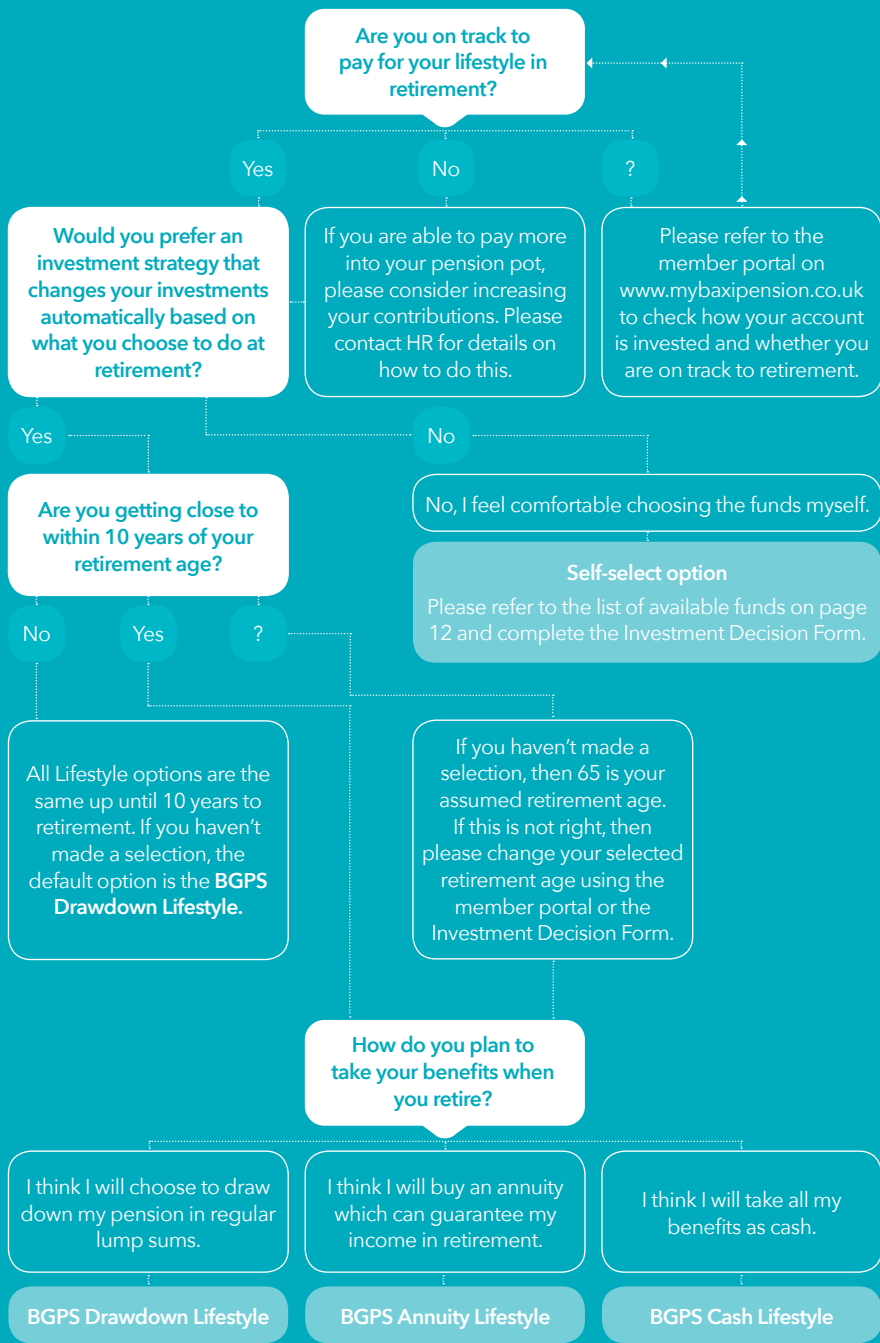 Are you on track to
pay for your lifestyle in
retirement?
Yes
No
?
Would you prefer an
investment strategy that
changes your investments
automatically based on
what you choose to do at
retirement?
If you are able to pay more
into your pension pot,
please consider increasing
your contributions. Please
contact HR for details on
how to do this.
Please refer to the
member portal on
www.mybaxipension.co.uk
to check how your account
is invested and whether you
are on track to retirement.
Yes
No
Are you getting close to
within 10 years of your
retirement age?
No, I feel comfortable choosing the funds myself.
Self-select option
Please refer to the list of available funds on page
12 and complete the Investment Decision Form.
No
Yes
?
All Lifestyle options are the
same up until 10 years to
retirement. If you haven't
made a selection, the
default option is the BGPS
Drawdown Lifestyle.
If you haven't made a
selection, then 65 is your
assumed retirement age.
If this is not right, then
please change your selected
retirement age using the
member portal or the
Investment Decision Form.
How do you plan to
take your benefits when
you retire?
I think I will choose to draw
down my pension in regular
lump sums.
I think I will buy an annuity
which can guarantee my
income in retirement.
I think I will take all my
benefits as cash.
BGPS Drawdown Lifestyle
BGPS Annuity Lifestyle
BGPS Cash Lifestyle